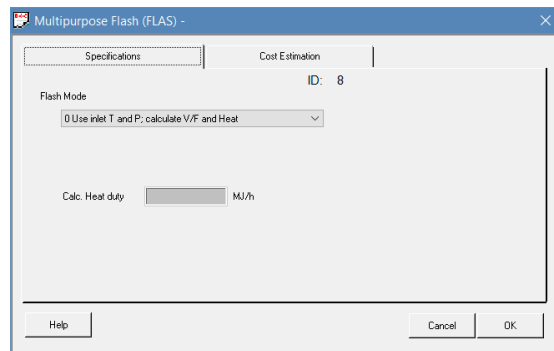 Multipurpose Flash (FLAS) -
Specifications
Cost Estimation
ID: 8
Flash Mode
0 Use inlet T and P; calculate V/F and Heat
Calc. Heat duty MJ/h
Help
Cancel
OK